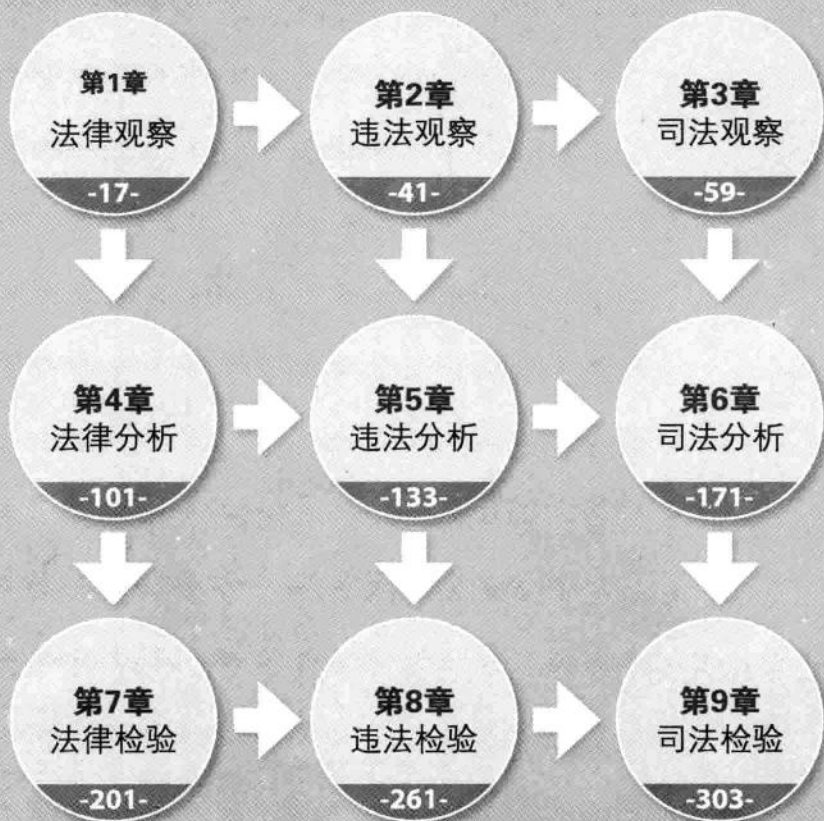 第1章
法律观察
-17-
第2章
违法观察
-41-
第3章
司法观察
-59-
第4章
法律分析
-101-
第5章
违法分析
-133-
第6章
司法分析
-171-
第7章
法律检验
-201-
第8章
违法检验
-261-
第9章
司法检验
-303-